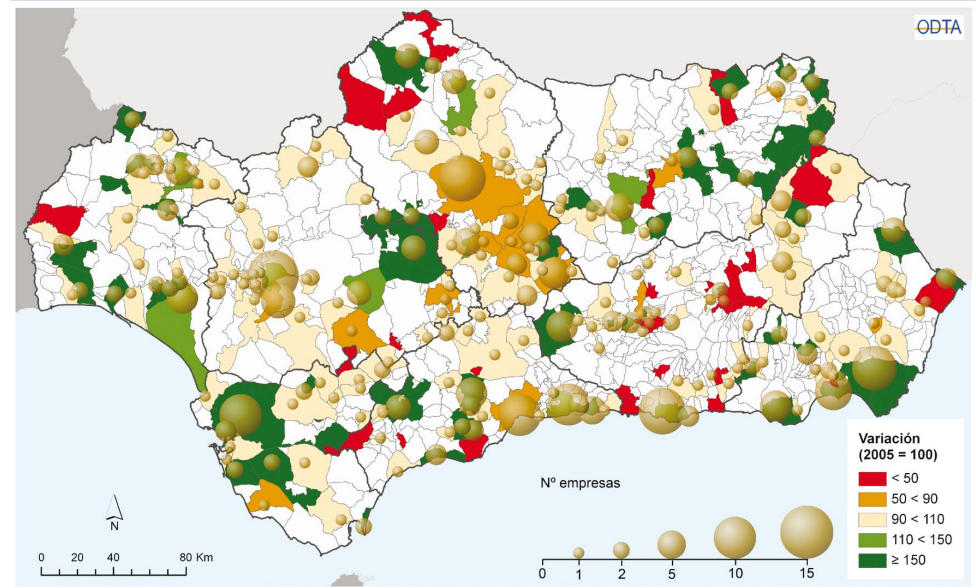 ODTA
Nº empresas
0 1 2 5 10 15
N
0 20 40 80 Km
Variación
(2005 = 100)
< 50
50 < 90
90 < 110
110 < 150
≥ 150